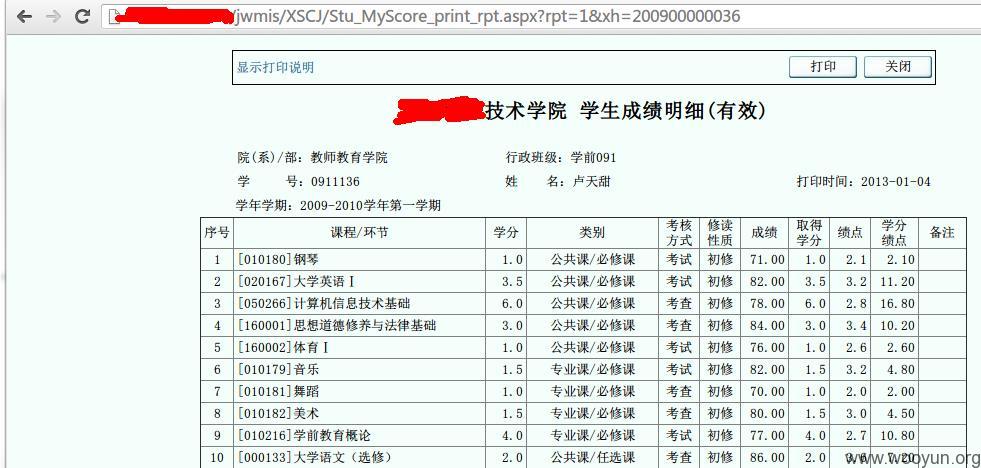 /jwmis/XSCJ/Stu_MyScore_print_rpt.aspx?rpt=1&xh=200900000036
显示打印说明 打印 关闭
技术学院 学生成绩明细(有效)
院(系)/部：教师教育学院 行政班级：学前091
学 号：0911136 姓 名：卢天甜 打印时间：2013-01-04
学年学期：2009-2010学年第一学期
序号 课程/环节 学分 类别 考核方式 修读性质 成绩 取得学分 绩点 学分绩点 备注
1 [010180]钢琴 1.0 公共课/必修课 考试 初修 71.00 1.0 2.1 2.10
2 [020167]大学英语Ⅰ 3.5 公共课/必修课 考试 初修 82.00 3.5 3.2 11.20
3 [050266]计算机信息技术基础 6.0 公共课/必修课 考查 初修 78.00 6.0 2.8 16.80
4 [160001]思想道德修养与法律基础 3.0 公共课/必修课 考查 初修 84.00 3.0 3.4 10.20
5 [160002]体育Ⅰ 1.0 公共课/必修课 考试 初修 76.00 1.0 2.6 2.60
6 [010179]音乐 1.5 专业课/必修课 考试 初修 82.00 1.5 3.2 4.80
7 [010181]舞蹈 1.0 专业课/必修课 考查 初修 70.00 1.0 2.0 2.00
8 [010182]美术 1.5 专业课/必修课 考查 初修 80.00 1.5 3.0 4.50
9 [010216]学前教育概论 4.0 专业课/必修课 考试 初修 77.00 4.0 2.7 10.80
10 [000133]大学语文（选修） 2.0 公共课/任选课 考查 初修 86.00 2.0 3.6 7.20
www.wooyun.org